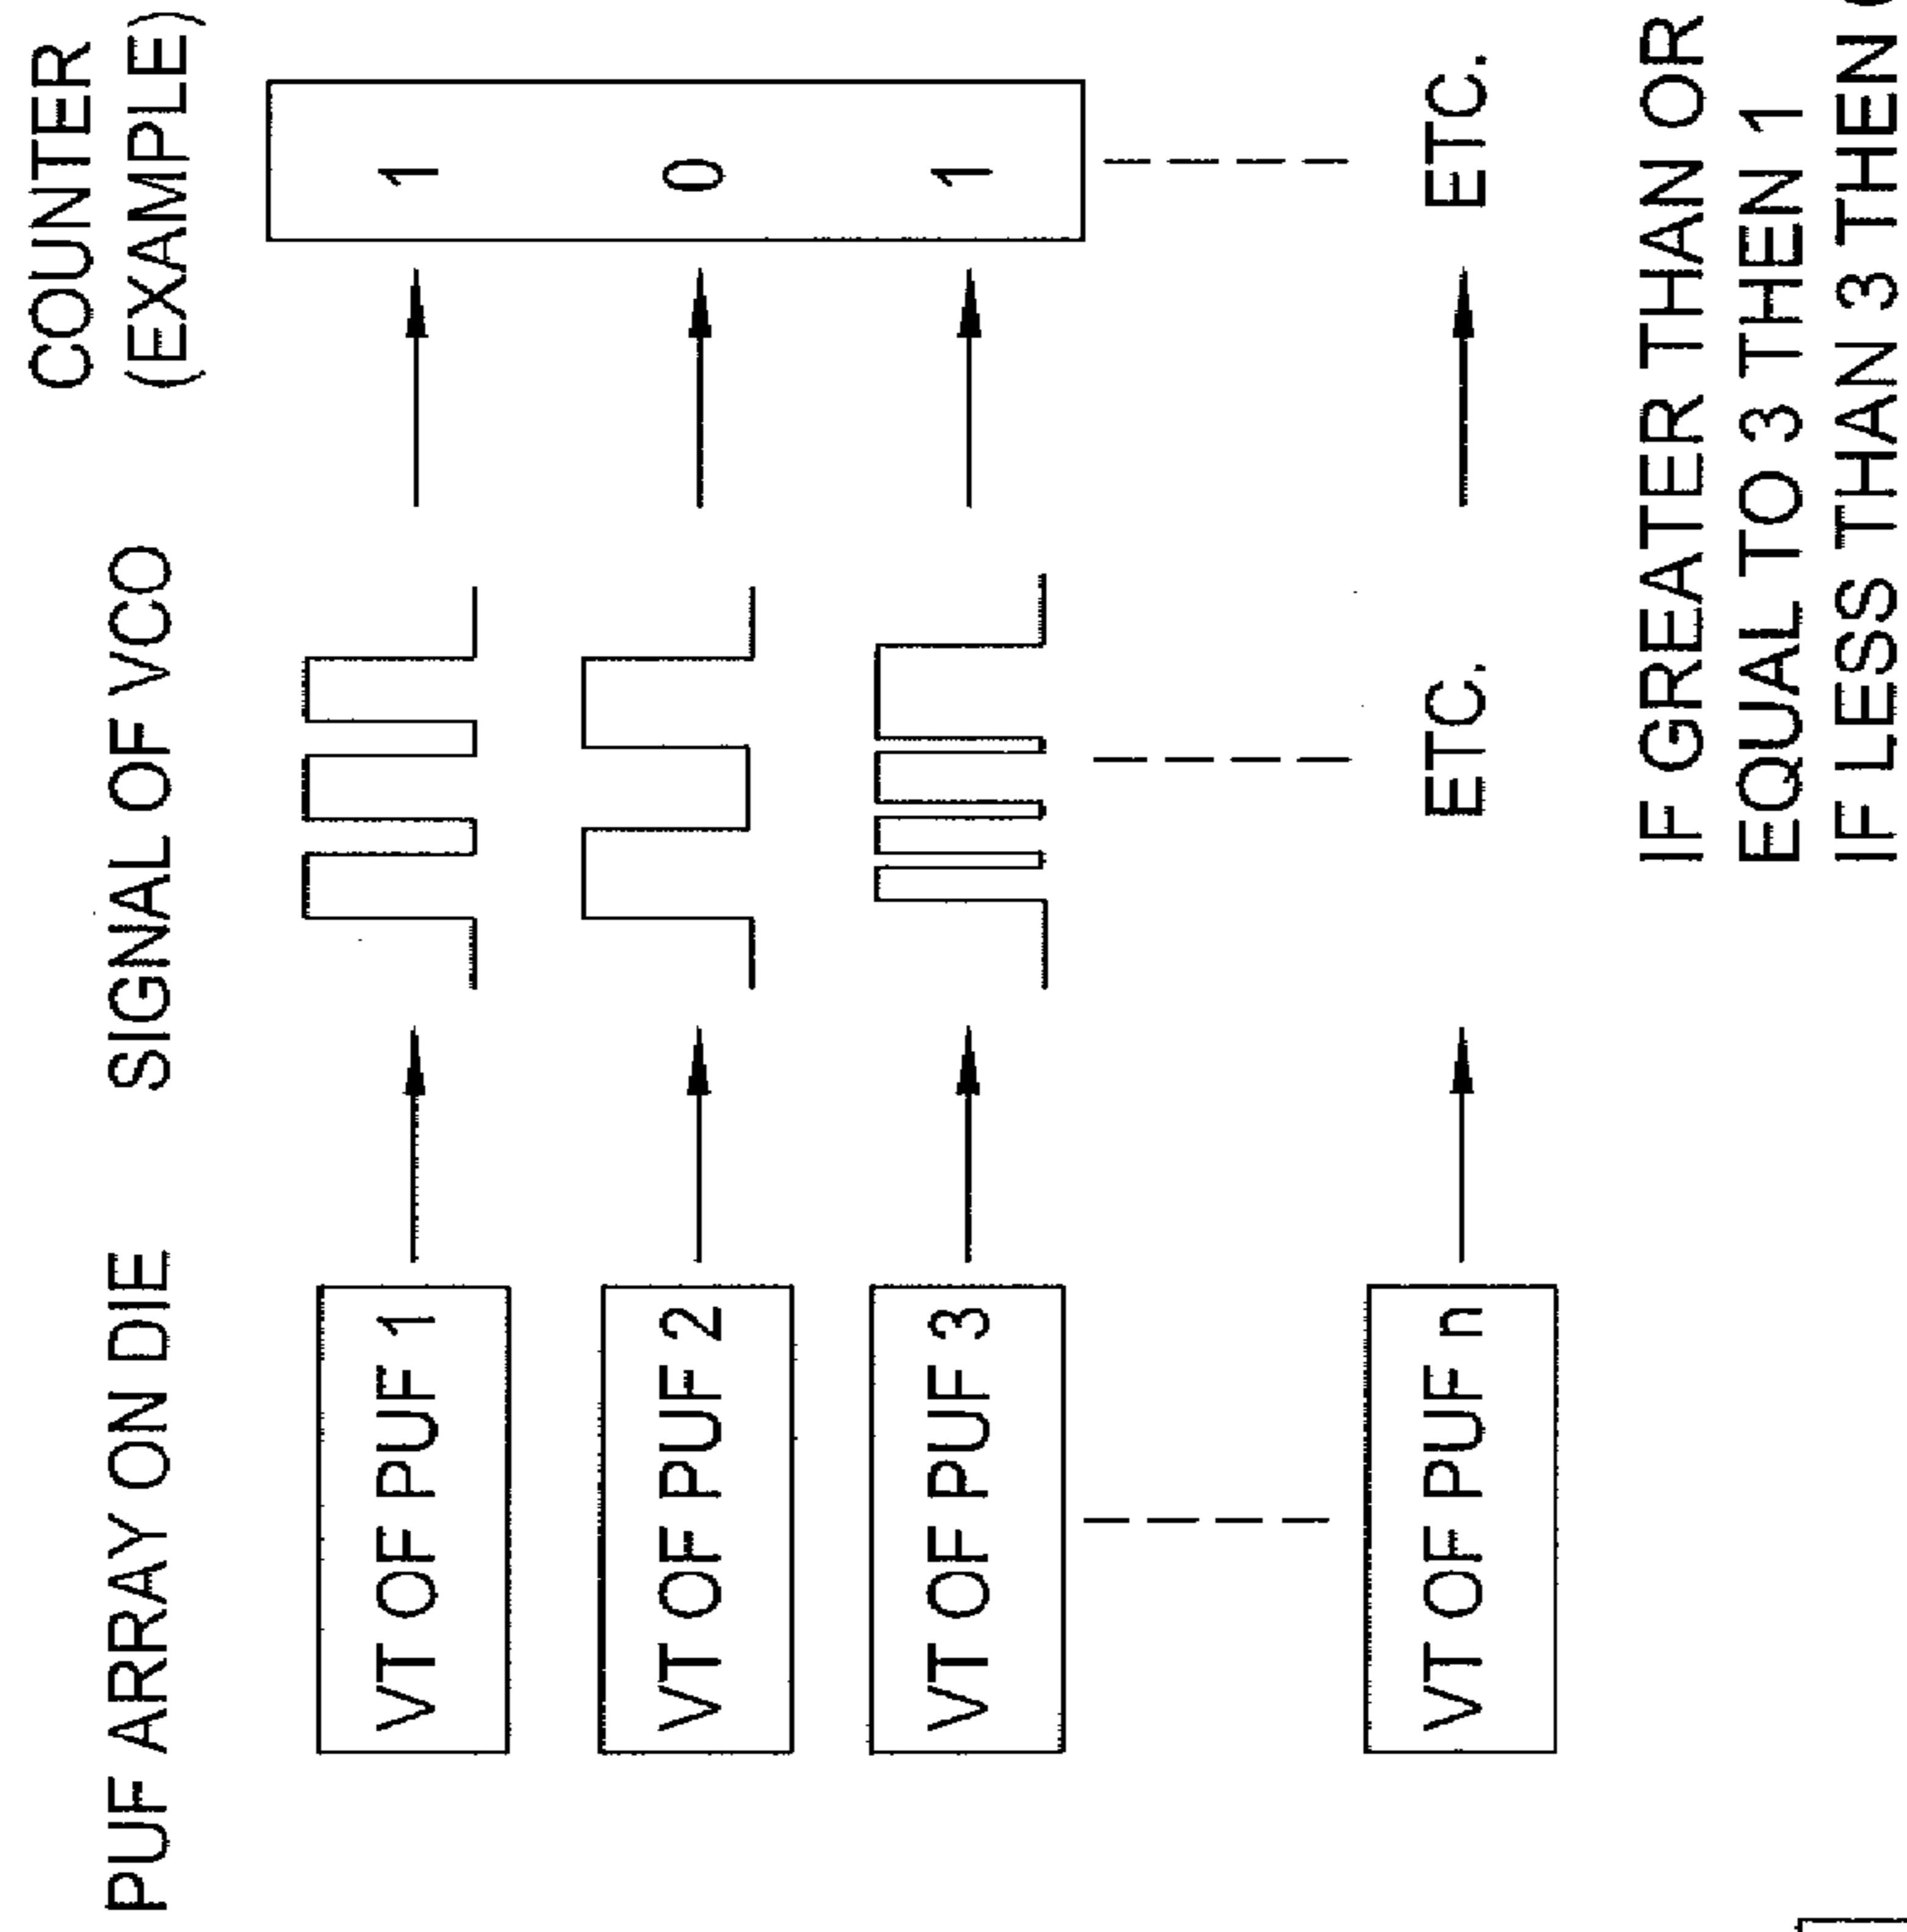 PUF ARRAY ON DIE
SIGNAL OF VCO
COUNTER
(EXAMPLE)
VT OF PUF 1
1
VT OF PUF 2
0
VT OF PUF 3
1
VT OF PUF n
ETC.
ETC.
IF GREATER THAN OR
EQUAL TO 3 THEN 1
IF LESS THAN 3 THEN